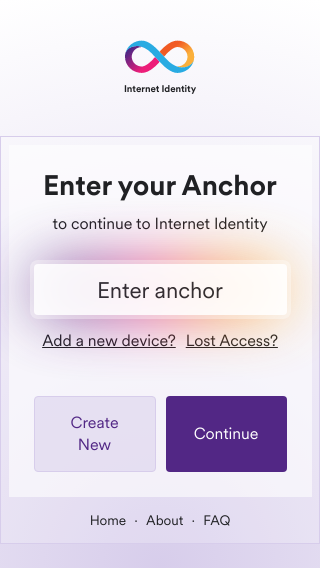 Internet Identity
Enter your Anchor
to continue to Internet Identity
Enter anchor
Add a new device? Lost Access?
Create
New
Continue
Home · About · FAQ